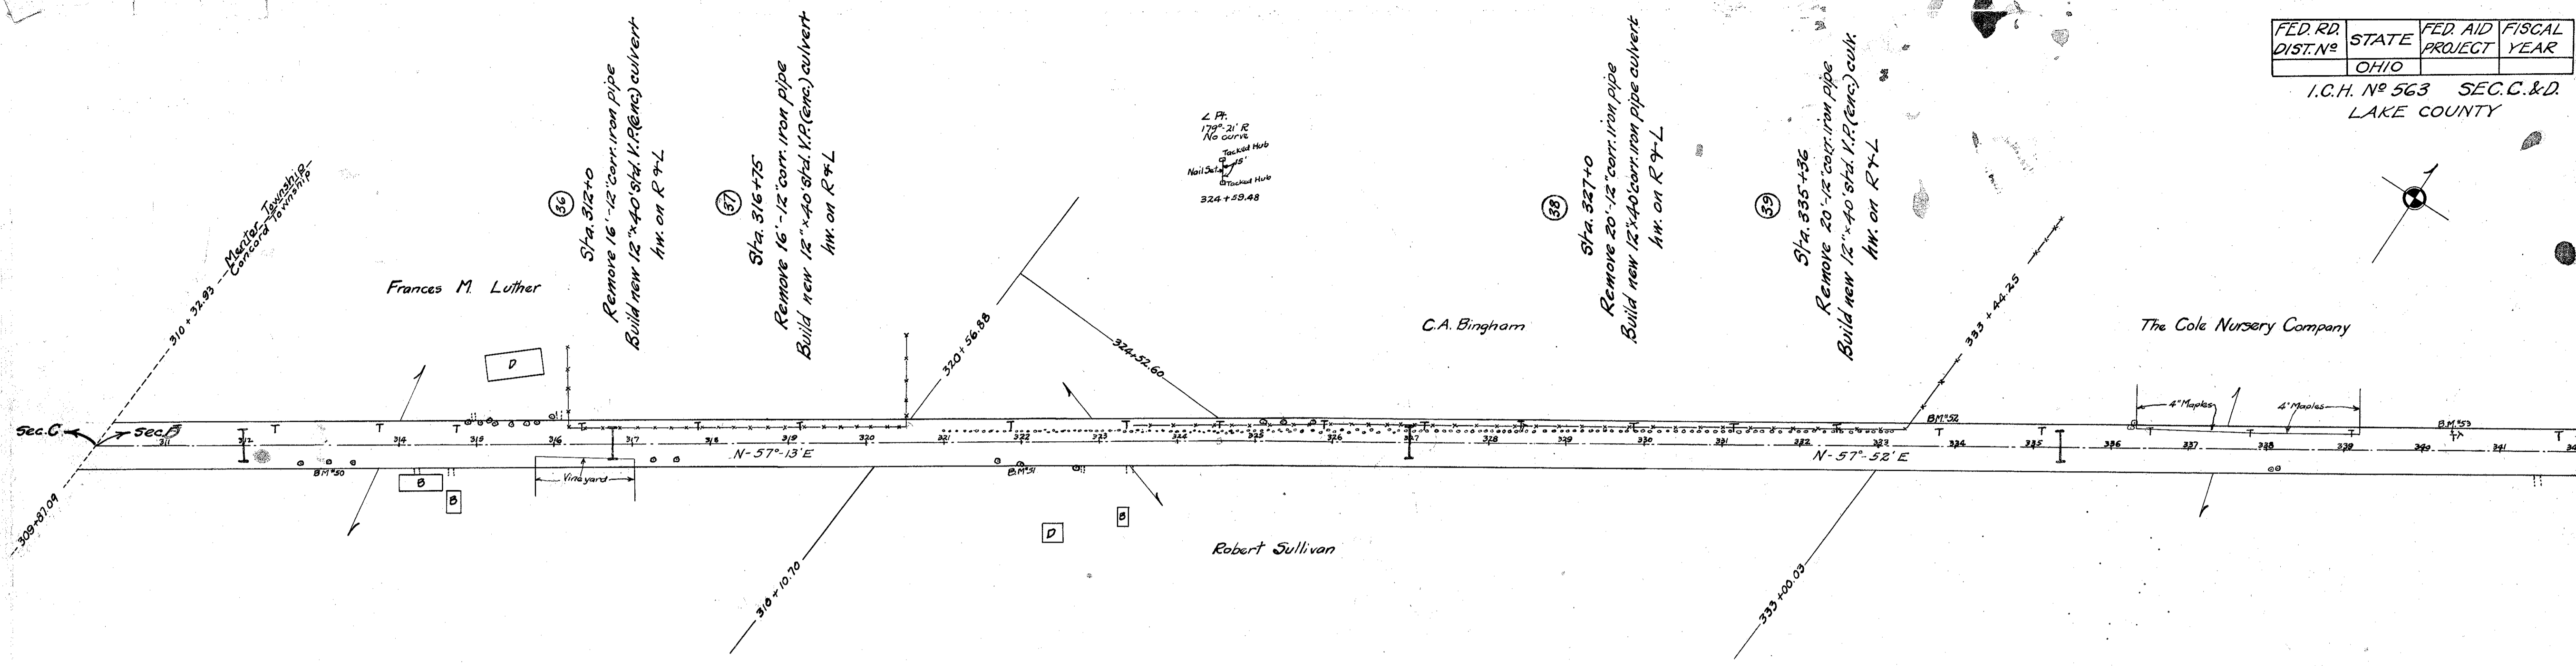 FED. RD. DIST. Nº
STATE
FED. AID PROJECT
FISCAL YEAR
OHIO
I.C.H. Nº 563 SEC. C. & D.
LAKE COUNTY
36
Sta. 312+0
Remove 16'-12" corr. iron pipe
Build new 12"×40' std. V.P. (enc.) culvert
hw. on R & L
37
Sta. 316+75
Remove 16'-12" corr. iron pipe
Build new 12"×40' std. V.P. (enc.) culvert
hw. on R & L
∠ Pt.
179°-21' R
No curve
Tacked Hub
15'
Nail Set
Tacked Hub
324+59.48
38
Sta. 327+0
Remove 20'-12" corr. iron pipe
Build new 12"×40' corr. iron pipe culvert
hw. on R & L
39
Sta. 335+36
Remove 20'-12" corr. iron pipe
Build new 12"×40' std. V.P. (enc.) culv.
hw. on R & L
Mentor Township
Concord Township
310+32.93
Frances M. Luther
D
320+56.88
324+52.60
C.A. Bingham
333+44.25
The Cole Nursery Company
4" Maples
4" Maples
B.M. #52
B.M. #53
Sec. C
Sec. D
T T T T T T T T T T T T T T T T T T T T
311 312 314 315 316 317 318 319 320 321 322 323 324 325 326 327 328 329 330 331 332 333 334 335 336 337 338 339 340 341
N-57°-13'E
N-57°-52'E
B.M. #50
B.M. #51
B
B
Vineyard
B
D
Robert Sullivan
309+87.09
318+10.70
333+00.03